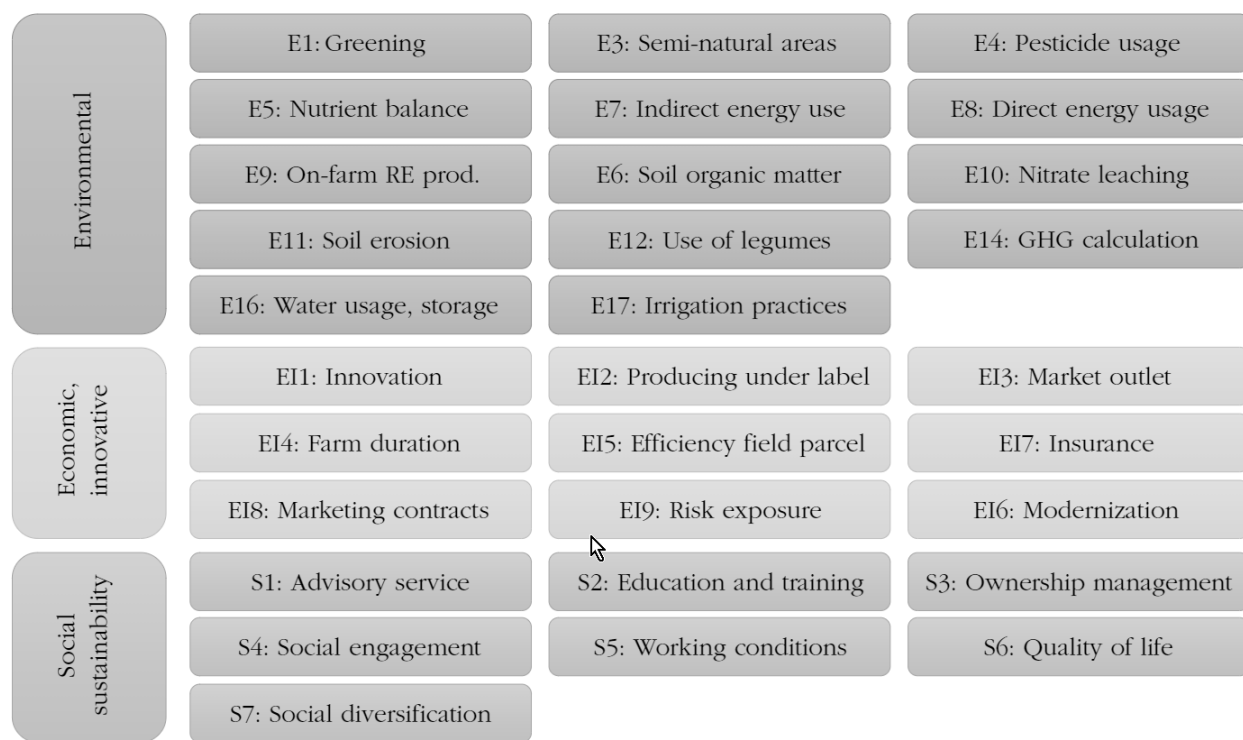 Environmental
E1: Greening
E3: Semi-natural areas
E4: Pesticide usage
E5: Nutrient balance
E7: Indirect energy use
E8: Direct energy usage
E9: On-farm RE prod.
E6: Soil organic matter
E10: Nitrate leaching
E11: Soil erosion
E12: Use of legumes
E14: GHG calculation
E16: Water usage, storage
E17: Irrigation practices
Economic,
innovative
EI1: Innovation
EI2: Producing under label
EI3: Market outlet
EI4: Farm duration
EI5: Efficiency field parcel
EI7: Insurance
EI8: Marketing contracts
EI9: Risk exposure
EI6: Modernization
Social
sustainability
S1: Advisory service
S2: Education and training
S3: Ownership management
S4: Social engagement
S5: Working conditions
S6: Quality of life
S7: Social diversification